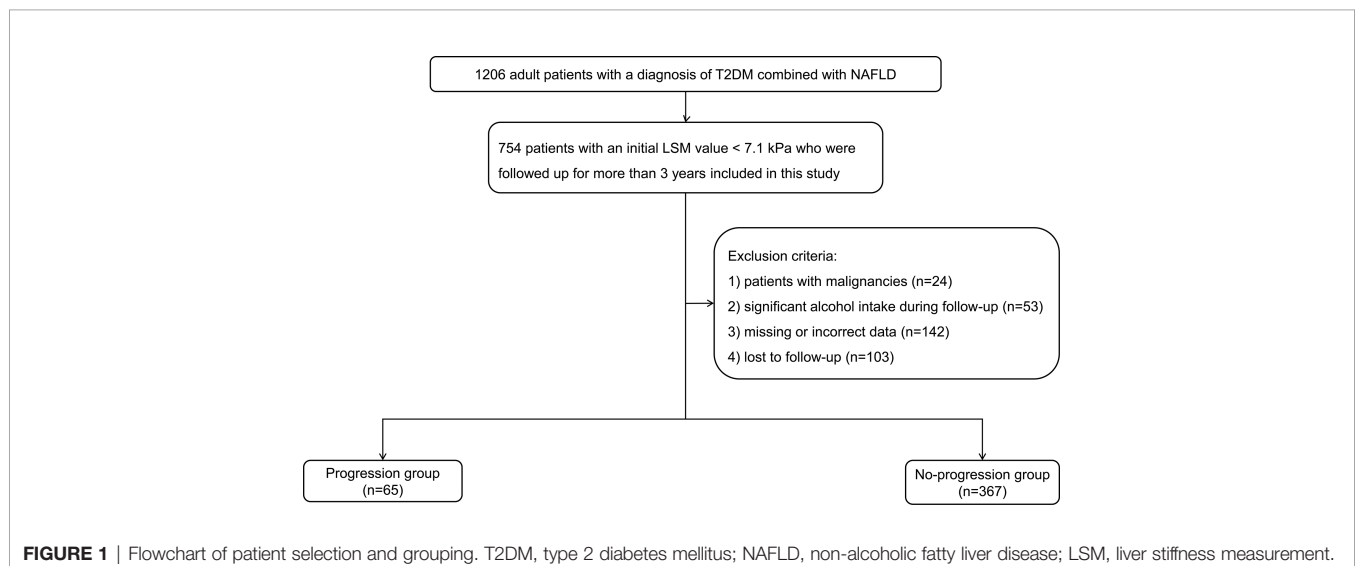 1206 adult patients with a diagnosis of T2DM combined with NAFLD
754 patients with an initial LSM value < 7.1 kPa who were
followed up for more than 3 years included in this study
Exclusion criteria:
1) patients with malignancies (n=24)
2) significant alcohol intake during follow-up (n=53)
3) missing or incorrect data (n=142)
4) lost to follow-up (n=103)
Progression group
(n=65)
No-progression group
(n=367)
FIGURE 1 | Flowchart of patient selection and grouping. T2DM, type 2 diabetes mellitus; NAFLD, non-alcoholic fatty liver disease; LSM, liver stiffness measurement.